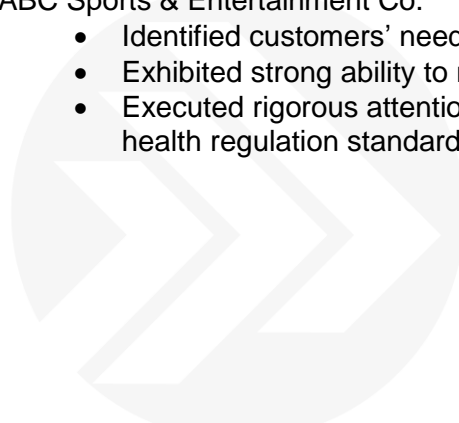 ABC Sports & Entertainment Co.
• Identified customers’ need
• Exhibited strong ability to
• Executed rigorous attentio
health regulation standard